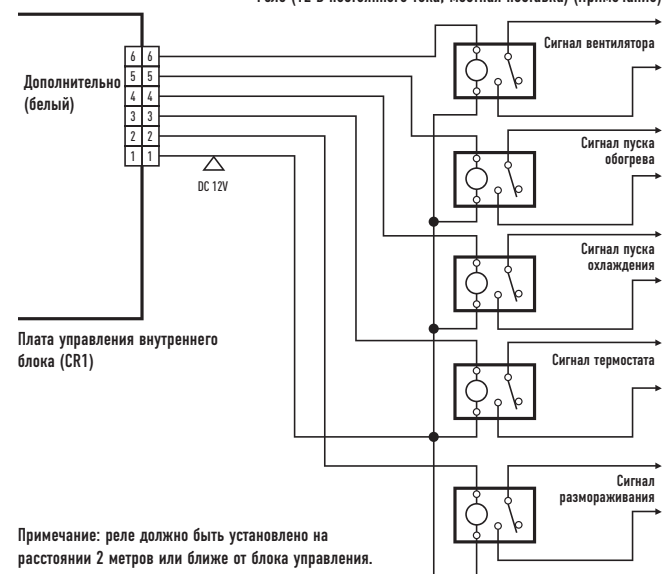 Реле (12 В постоянного тока, местная поставка) (примечание)
Сигнал вентилятора
Дополнительно
(белый)
6 6
5 5
4 4
3 3
2 2
1 1
DC 12V
Сигнал пуска
обогрева
Сигнал пуска
охлаждения
Плата управления внутреннего
блока (CR1)
Сигнал термостата
Сигнал
размораживания
Примечание: реле должно быть установлено на
расстоянии 2 метров или ближе от блока управления.